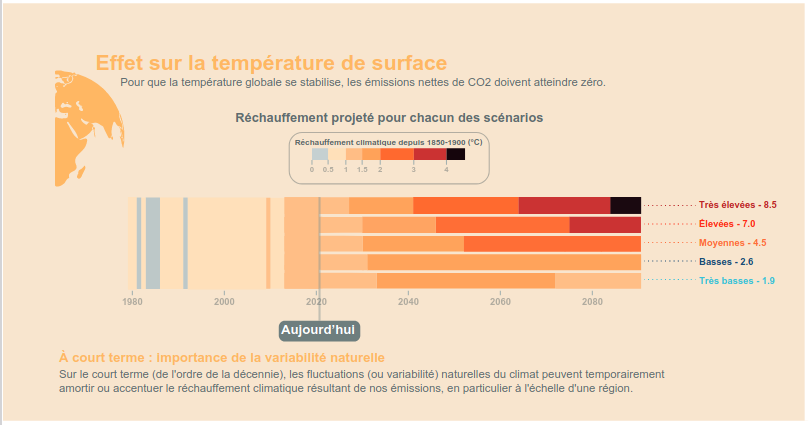 Effet sur la température de surface
Pour que la température globale se stabilise, les émissions nettes de CO2 doivent atteindre zéro.
Réchauffement projeté pour chacun des scénarios
Réchauffement climatique depuis 1850-1900 (°C)
0 0.5 1 1.5 2 3 4
Très élevées - 8.5
Élevées - 7.0
Moyennes - 4.5
Basses - 2.6
Très basses - 1.9
1980 2000 2020 2040 2060 2080
Aujourd'hui
À court terme : importance de la variabilité naturelle
Sur le court terme (de l'ordre de la décennie), les fluctuations (ou variabilité) naturelles du climat peuvent temporairement
amortir ou accentuer le réchauffement climatique résultant de nos émissions, en particulier à l'échelle d'une région.